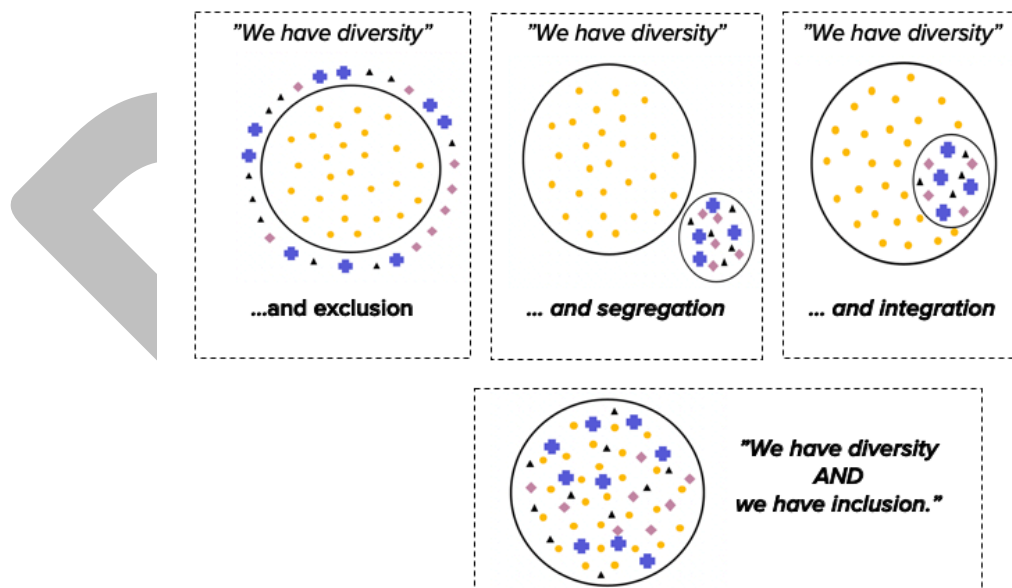 "We have diversity"
...and exclusion
"We have diversity"
... and segregation
"We have diversity"
... and integration
"We have diversity
AND
we have inclusion."